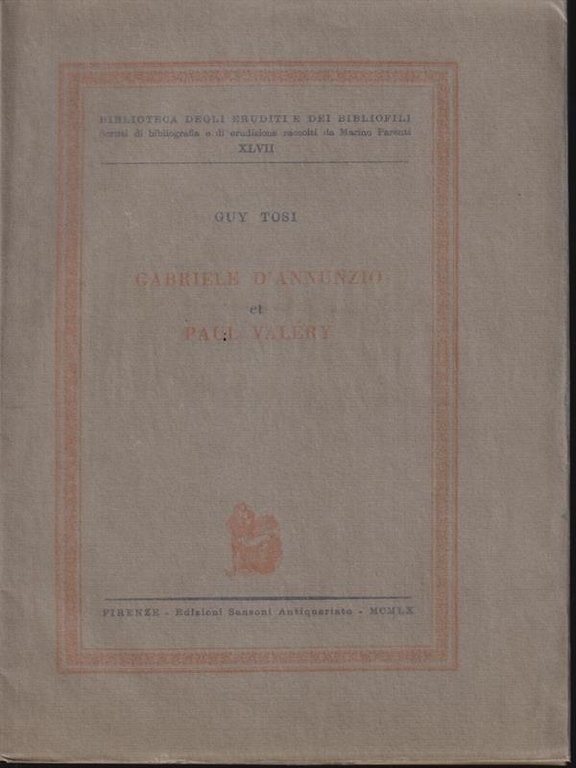 BIBLIOTECA DEGLI ERUDITI E DEI BIBLIOFILI
Scritti di bibliografia e di erudizione raccolti da Marino Parenti
XLVII
GUY TOSI
GABRIELE D'ANNUNZIO
et
PAUL VALÉRY
FIRENZE - Edizioni Sansoni Antiquariato - MCMLX